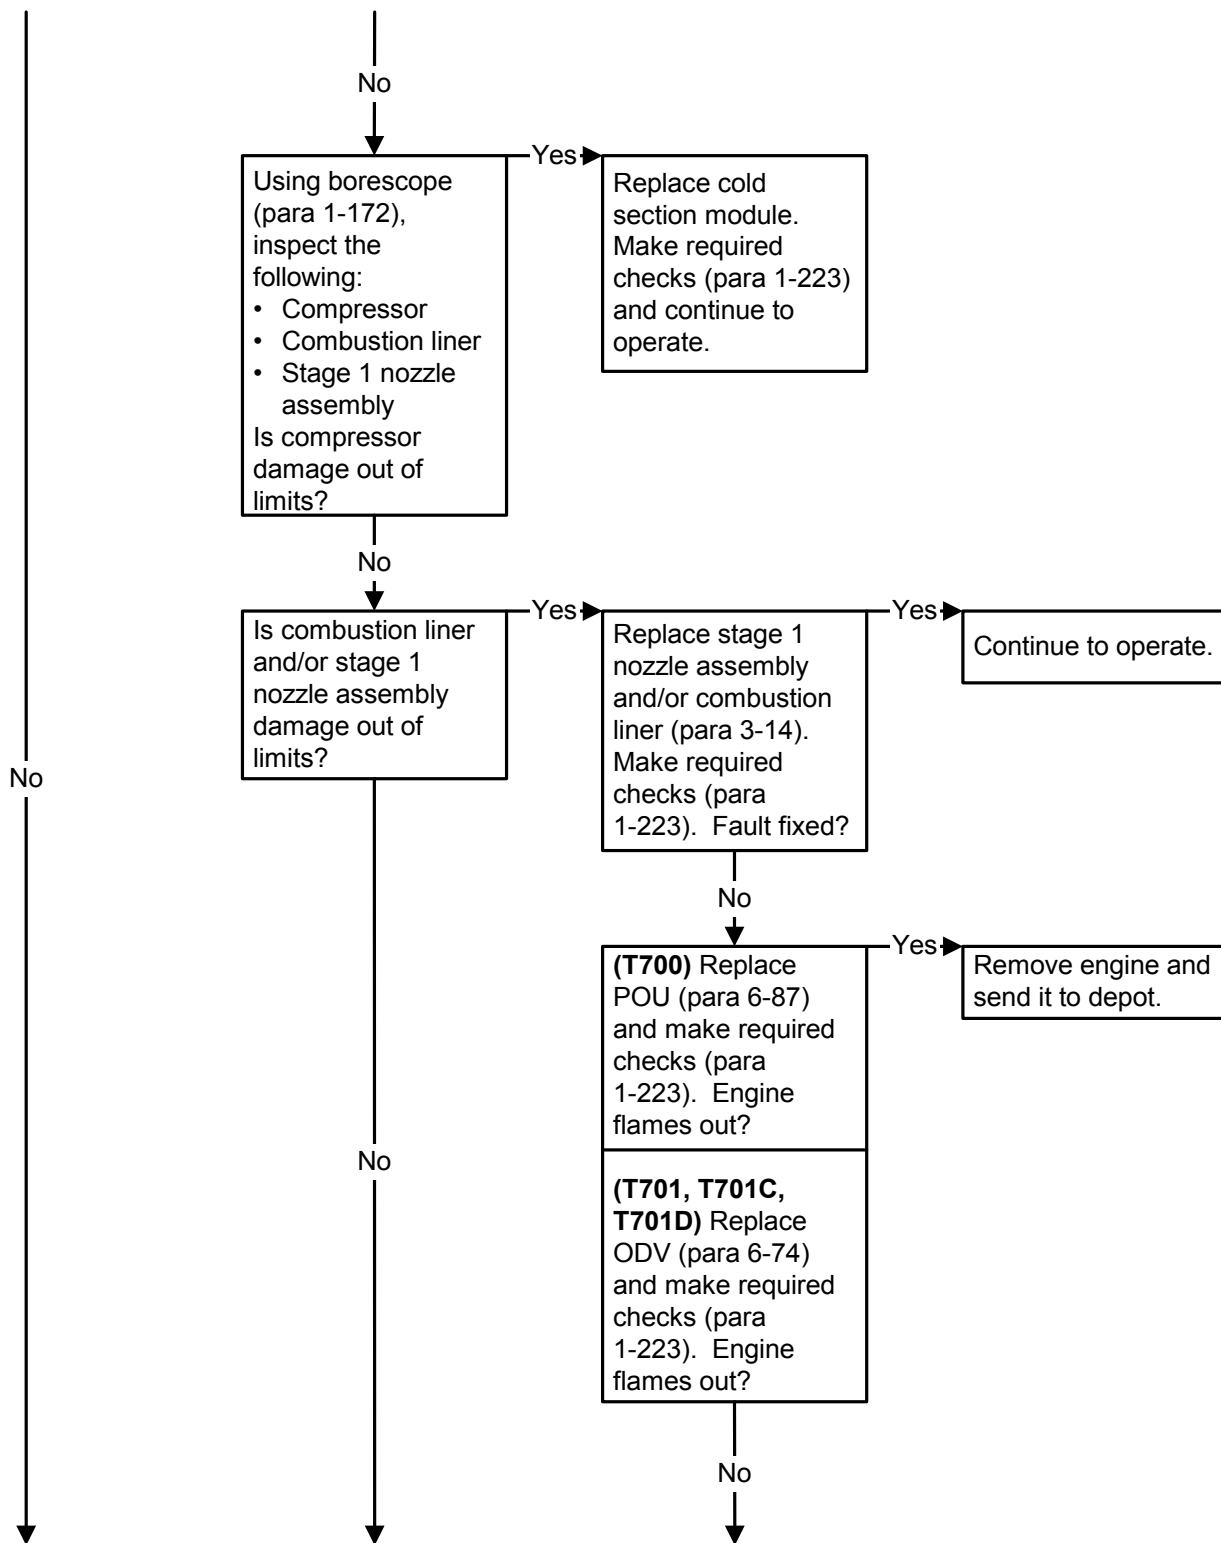 No
Using borescope
(para 1-172),
inspect the
following:
• Compressor
• Combustion liner
• Stage 1 nozzle
assembly
Is compressor
damage out of
limits?
Yes
Replace cold
section module.
Make required
checks (para 1-223)
and continue to
operate.
No
Is combustion liner
and/or stage 1
nozzle assembly
damage out of
limits?
Yes
Replace stage 1
nozzle assembly
and/or combustion
liner (para 3-14).
Make required
checks (para
1-223).  Fault fixed?
Yes
Continue to operate.
No
No
(T700) Replace
POU (para 6-87)
and make required
checks (para
1-223).  Engine
flames out?
Yes
Remove engine and
send it to depot.
(T701, T701C,
T701D) Replace
ODV (para 6-74)
and make required
checks (para
1-223).  Engine
flames out?
No
No